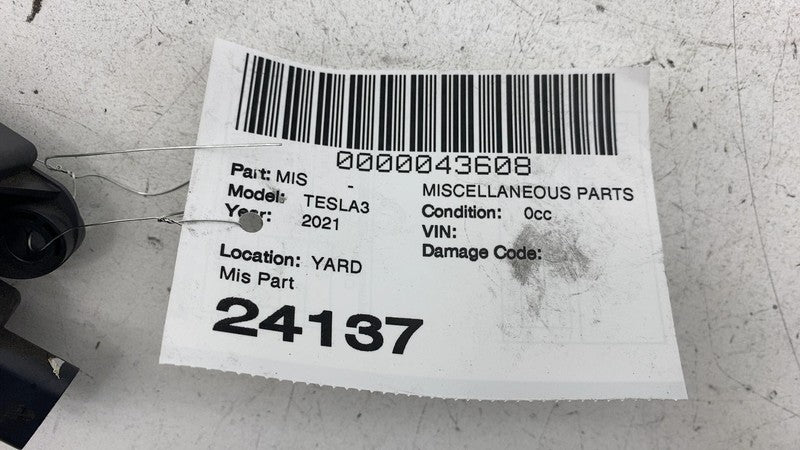 0000043608
Part: MIS - MISCELLANEOUS PARTS
Model: TESLA3 Condition: 0cc
Year: 2021 VIN:
Damage Code:
Location: YARD
Mis Part
24137